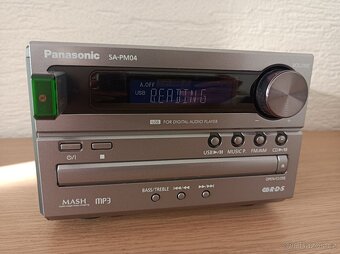 Panasonic SA-PM04
A.OFF
USB READING
VOLUME
USB FOR DIGITAL AUDIO PLAYER
USB MUSIC P. FM/AM CD
OPEN/CLOSE
BASS/TREBLE
MASH MP3 R·D·S